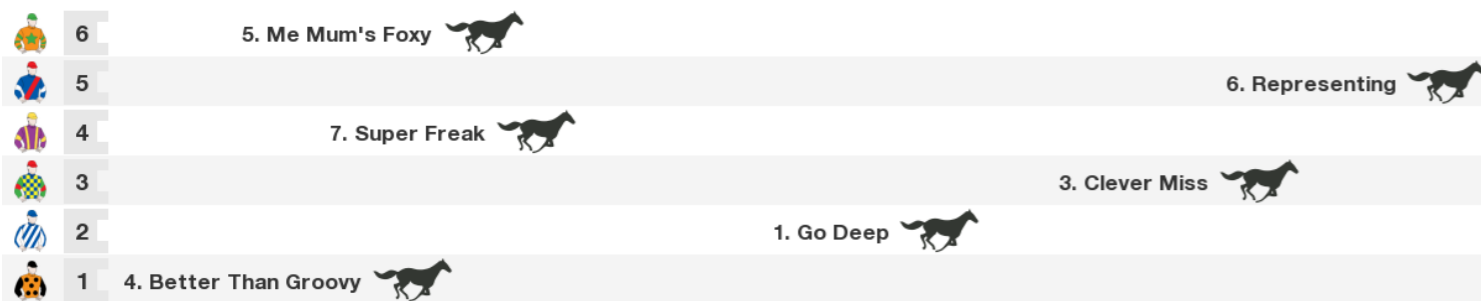 6 5. Me Mum's Foxy
5 6. Representing
4 7. Super Freak
3 3. Clever Miss
2 1. Go Deep
1 4. Better Than Groovy